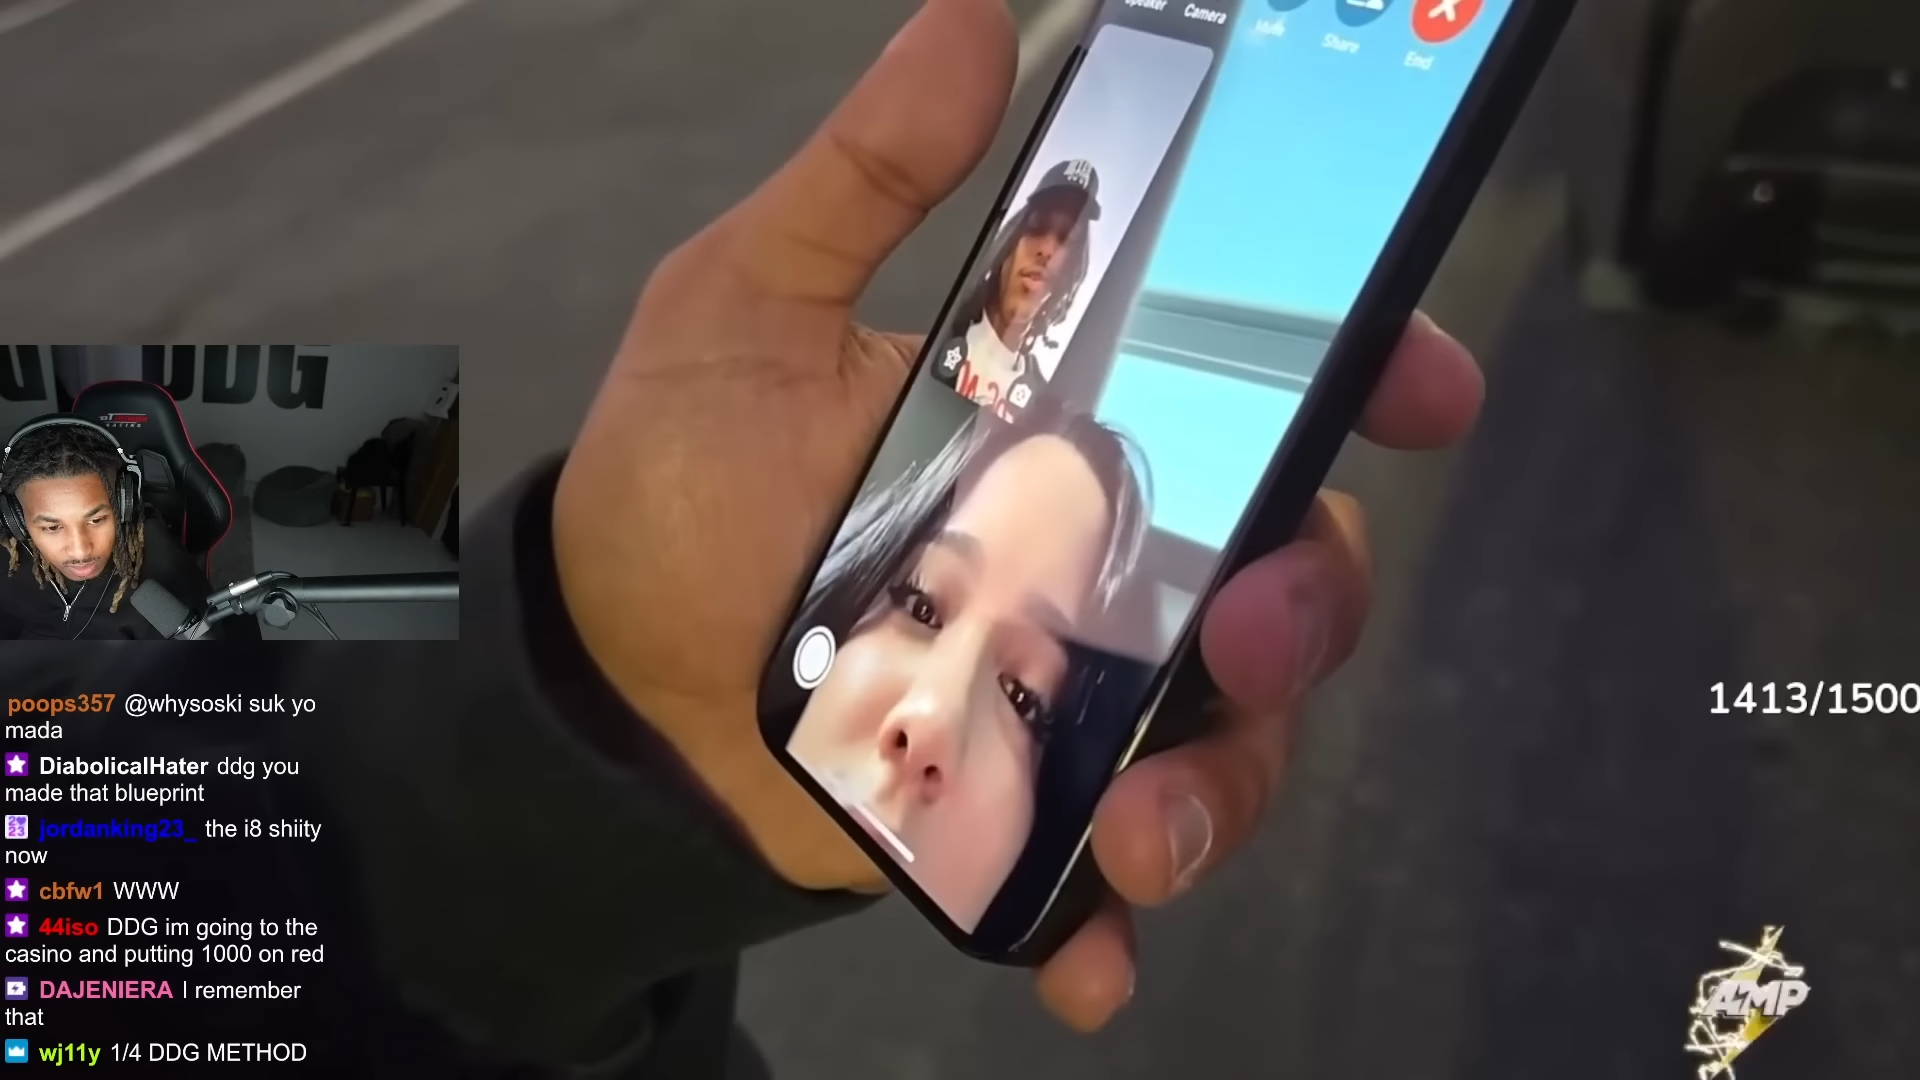 Speaker
Camera
Mute
Share
End
DDG
poops357 @whysoski suk yo
mada
DiabolicalHater ddg you
made that blueprint
jordanking23_ the i8 shiity
now
cbfw1 WWW
44iso DDG im going to the
casino and putting 1000 on red
DAJENIERA I remember
that
wj11y 1/4 DDG METHOD
1413/1500
AMP